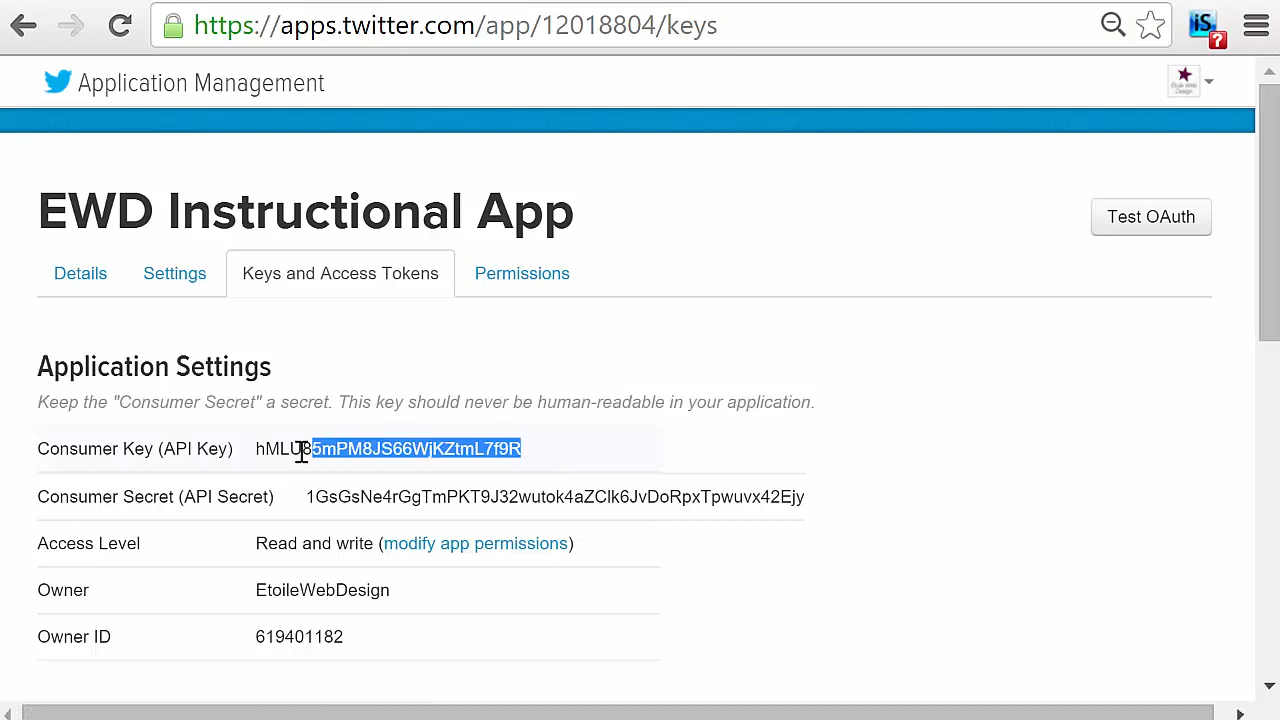 https://apps.twitter.com/app/12018804/keys
iS
?
Application Management
EWD Instructional App
Test OAuth
Details Settings Keys and Access Tokens Permissions
Application Settings
Keep the "Consumer Secret" a secret. This key should never be human-readable in your application.
Consumer Key (API Key) hMLU85mPM8JS66WjKZtmL7f9R
Consumer Secret (API Secret) 1GsGsNe4rGgTmPKT9J32wutok4aZClk6JvDoRpxTpwuvx42Ejy
Access Level Read and write (modify app permissions)
Owner EtoileWebDesign
Owner ID 619401182